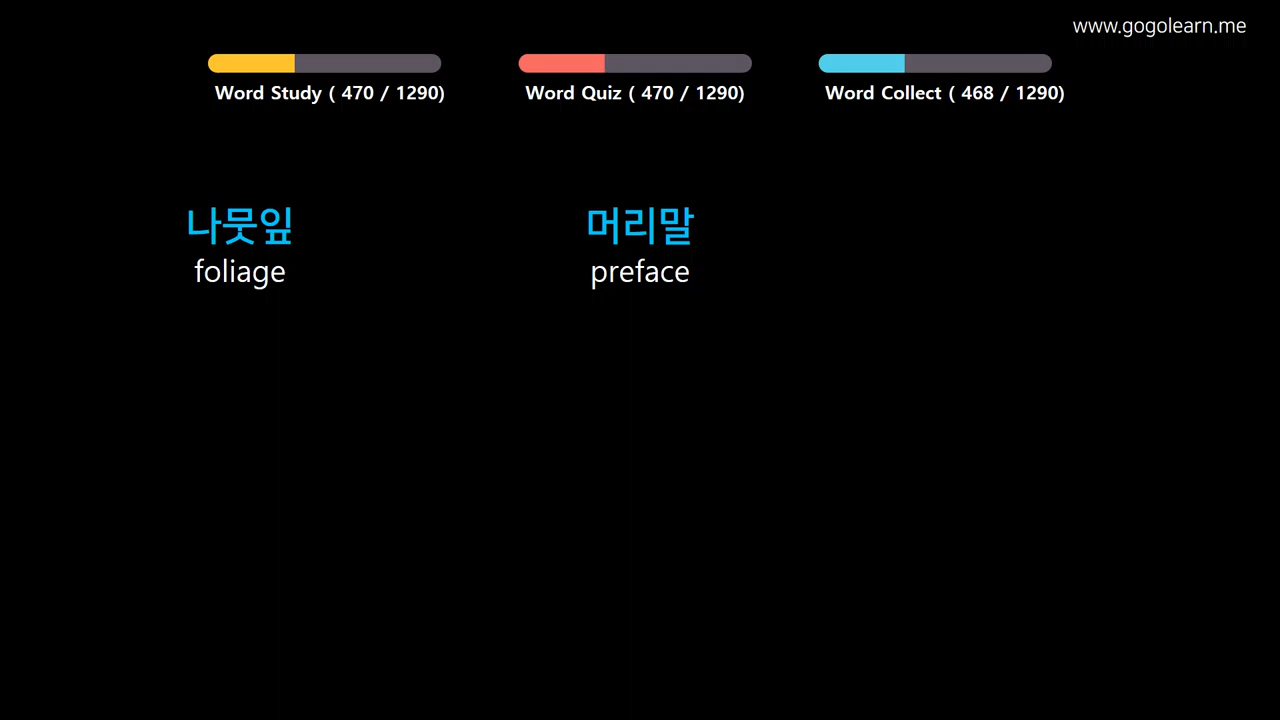 www.gogolearn.me
Word Study ( 470 / 1290)
Word Quiz ( 470 / 1290)
Word Collect ( 468 / 1290)
나뭇잎
foliage
머리말
preface